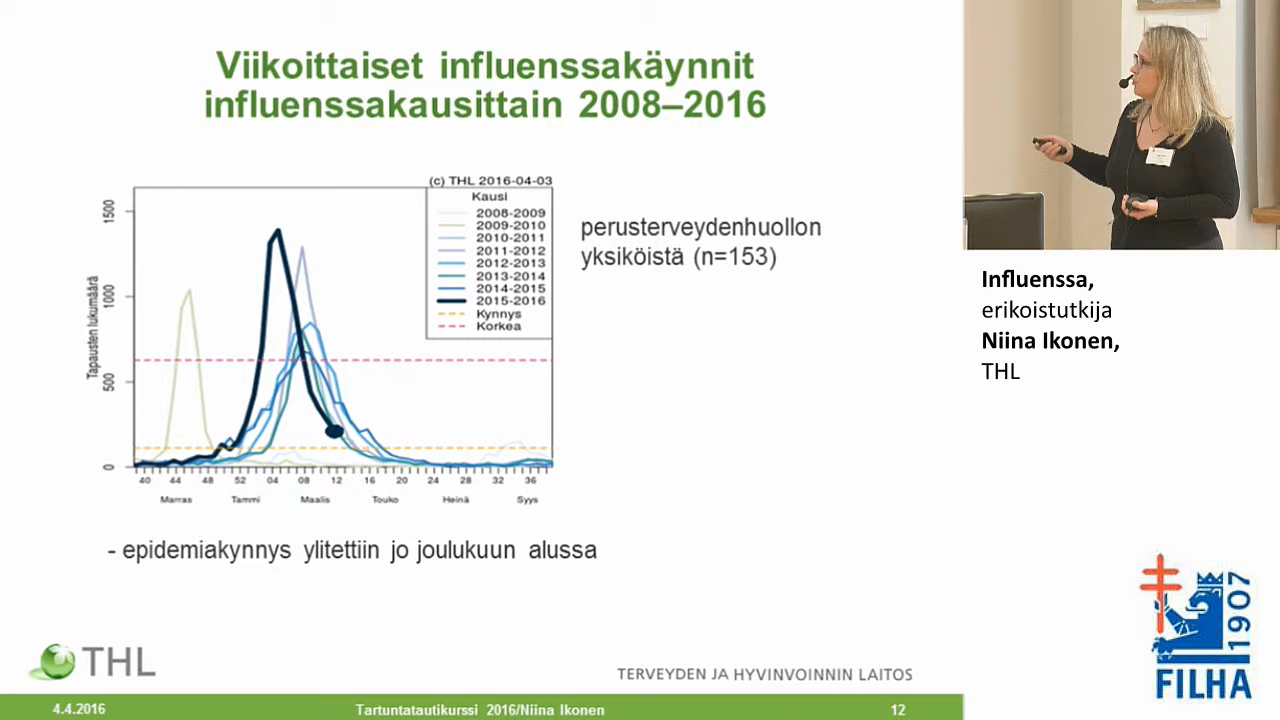 Viikoittaiset influenssakäynnit
influenssakausittain 2008–2016
(c) THL 2016-04-03
Kausi
2008-2009
2009-2010
2010-2011
2011-2012
2012-2013
2013-2014
2014-2015
2015-2016
Kynnys
Korkea
Tapausten lukumäärä
1500
1000
500
0
40 44 48 52 04 08 12 16 20 24 28 32 36
Marras Tammi Maalis Touko Heinä Syys
perusterveydenhuollon
yksiköistä (n=153)
- epidemiakynnys ylitettiin jo joulukuun alussa
Influenssa,
erikoistutkija
Niina Ikonen,
THL
THL
TERVEYDEN JA HYVINVOINNIN LAITOS
4.4.2016
Tartuntatautikurssi 2016/Niina Ikonen
12
1907
FILHA